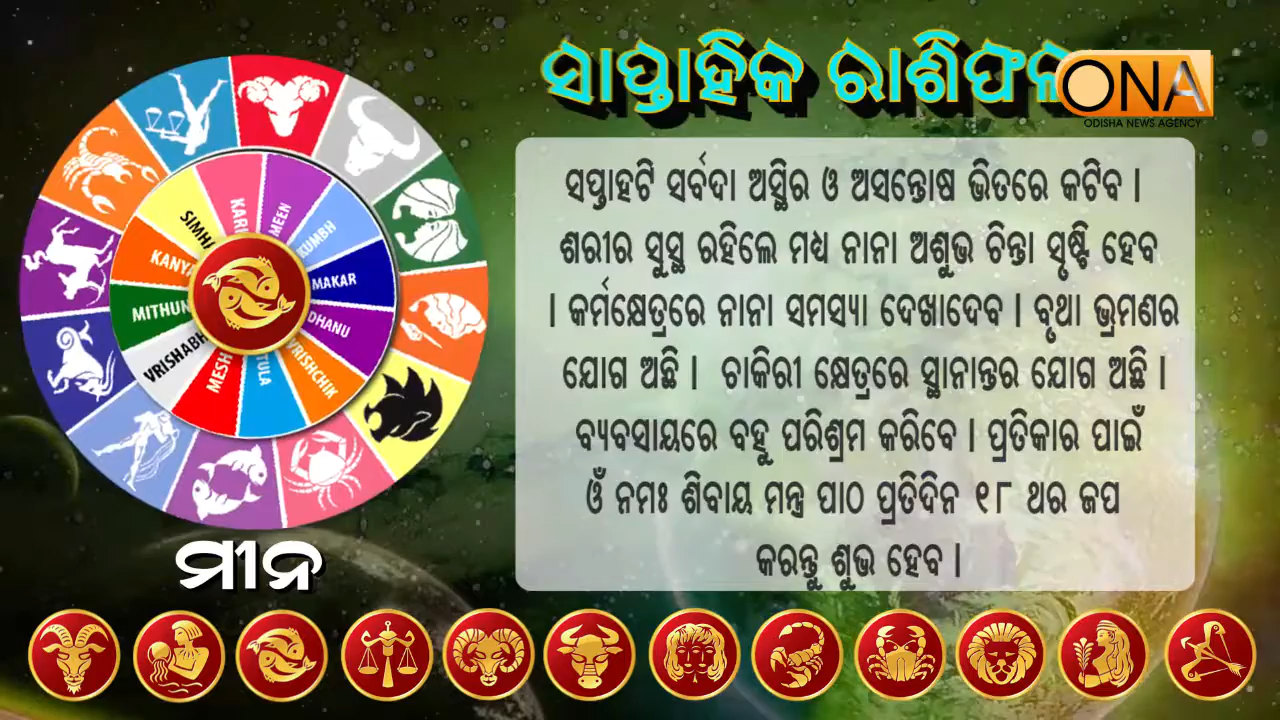 ସାପ୍ତାହିକ ରାଶିଫଳ
ONA
ODISHA NEWS AGENCY
ସପ୍ତାହଟି ସର୍ବଦା ଅସ୍ଥିର ଓ ଅସନ୍ତୋଷ ଭିତରେ କଟିବ |
ଶରୀର ସୁସ୍ଥ ରହିଲେ ମଧ୍ୟ ନାନା ଅଶୁଭ ଚିନ୍ତା ସୃଷ୍ଟି ହେବ
| କର୍ମକ୍ଷେତ୍ରରେ ନାନା ସମସ୍ୟା ଦେଖାଦେବ | ବୃଥା ଭ୍ରମଣର
ଯୋଗ ଅଛି | ଚାକିରୀ କ୍ଷେତ୍ରରେ ସ୍ଥାନାନ୍ତର ଯୋଗ ଅଛି |
ବ୍ୟବସାୟରେ ବହୁ ପରିଶ୍ରମ କରିବେ | ପ୍ରତିକାର ପାଇଁ
ଓଁ ନମଃ ଶିବାୟ ମନ୍ତ୍ର ପାଠ ପ୍ରତିଦିନ ୧୮ ଥର ଜପ
କରନ୍ତୁ ଶୁଭ ହେବ |
MEEN
KUMBH
MAKAR
DHANU
VRISHCHIK
TULA
MESH
VRISHABH
MITHUN
KANYA
SIMHA
ମୀନ